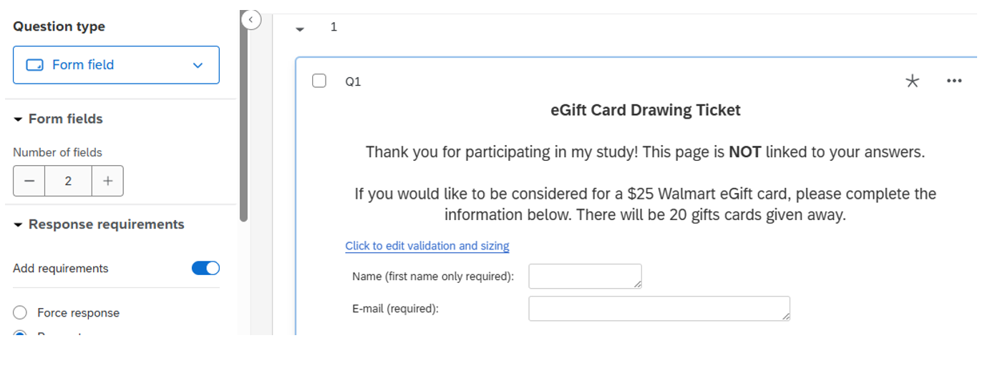 Question type
Form field
Form fields
Number of fields
2
Response requirements
Add requirements
Force response
1
Q1
eGift Card Drawing Ticket
Thank you for participating in my study! This page is NOT linked to your answers.
If you would like to be considered for a $25 Walmart eGift card, please complete the
information below. There will be 20 gifts cards given away.
Click to edit validation and sizing
Name (first name only required):
E-mail (required):